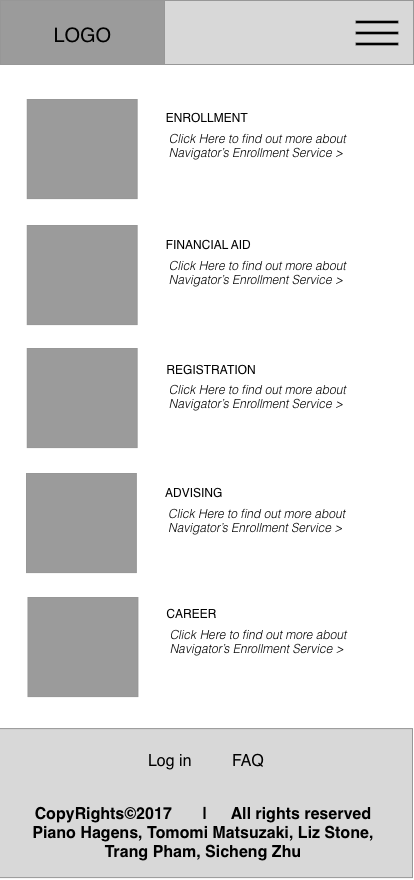 LOGO
ENROLLMENT
Click Here to find out more about
Navigator's Enrollment Service >
FINANCIAL AID
Click Here to find out more about
Navigator's Enrollment Service >
REGISTRATION
Click Here to find out more about
Navigator's Enrollment Service >
ADVISING
Click Here to find out more about
Navigator's Enrollment Service >
CAREER
Click Here to find out more about
Navigator's Enrollment Service >
Log in FAQ
CopyRights©2017 | All rights reserved
Piano Hagens, Tomomi Matsuzaki, Liz Stone,
Trang Pham, Sicheng Zhu